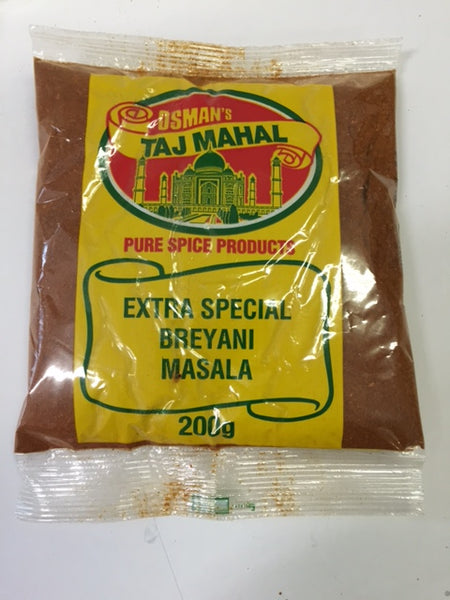 OSMAN'S
TAJ MAHAL
PURE SPICE PRODUCTS
EXTRA SPECIAL
BREYANI
MASALA
200g